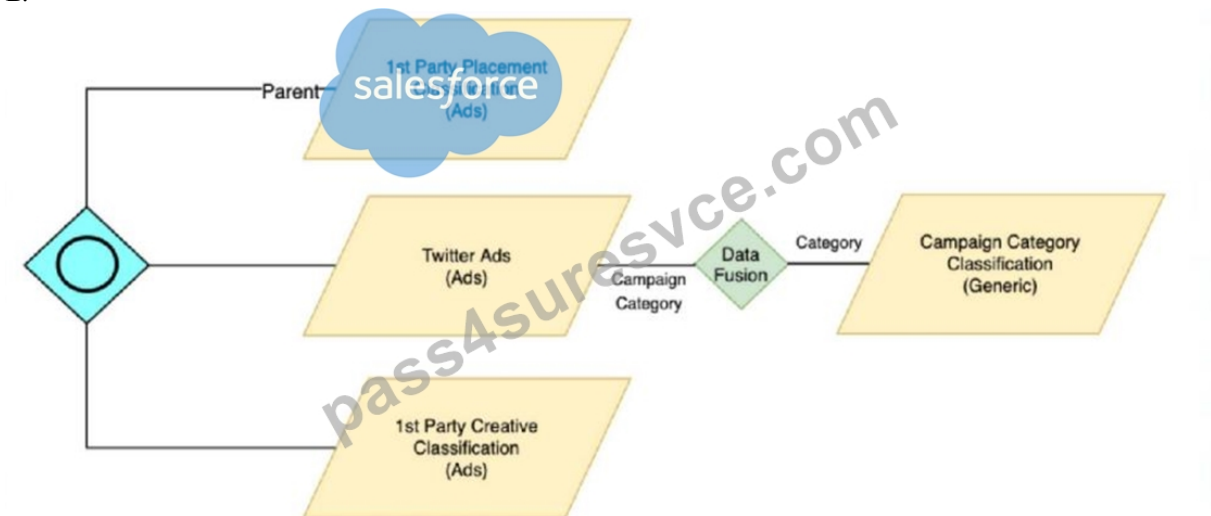 Parent
1st Party Placement
Classification
(Ads)
salesforce
Twitter Ads
(Ads)
Campaign
Category
Data
Fusion
Category
Campaign Category
Classification
(Generic)
1st Party Creative
Classification
(Ads)
pass4suresvce.com